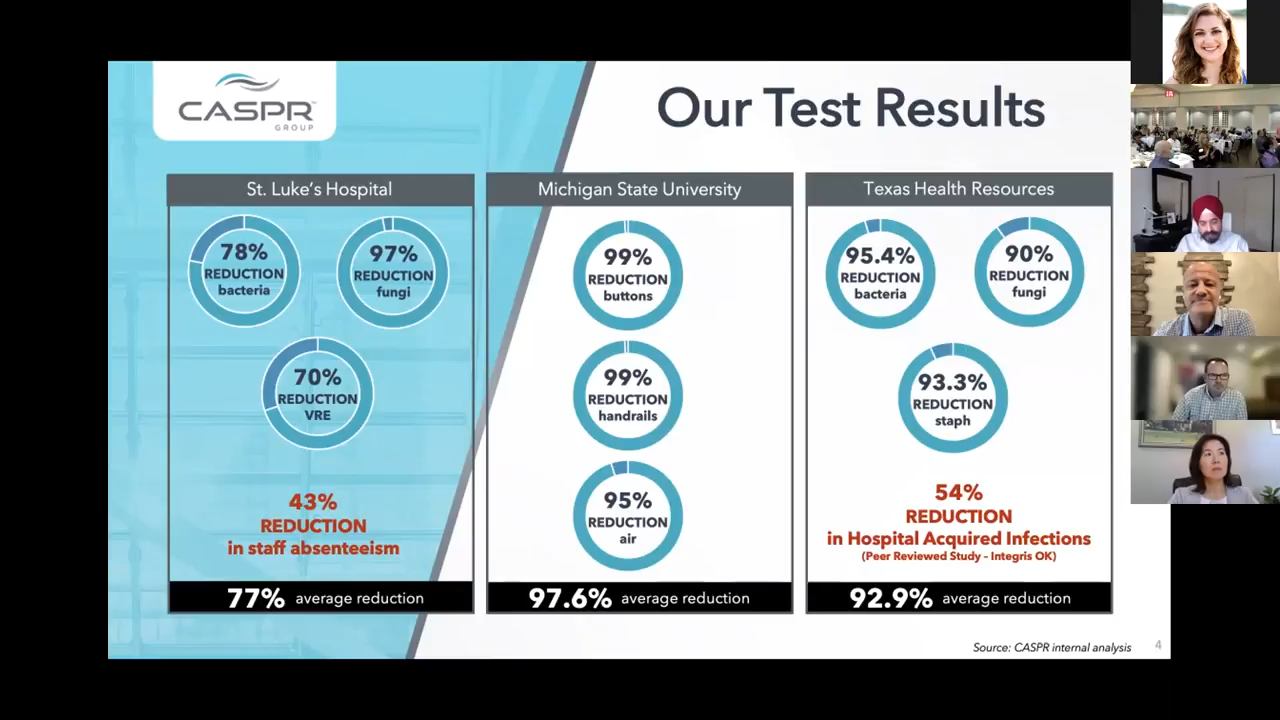 CASPR™
GROUP
Our Test Results
St. Luke's Hospital
78%
REDUCTION
bacteria
97%
REDUCTION
fungi
70%
REDUCTION
VRE
43%
REDUCTION
in staff absenteeism
77% average reduction
Michigan State University
99%
REDUCTION
buttons
99%
REDUCTION
handrails
95%
REDUCTION
air
97.6% average reduction
Texas Health Resources
95.4%
REDUCTION
bacteria
90%
REDUCTION
fungi
93.3%
REDUCTION
staph
54%
REDUCTION
in Hospital Acquired Infections
(Peer Reviewed Study - Integris OK)
92.9% average reduction
Source: CASPR internal analysis
4